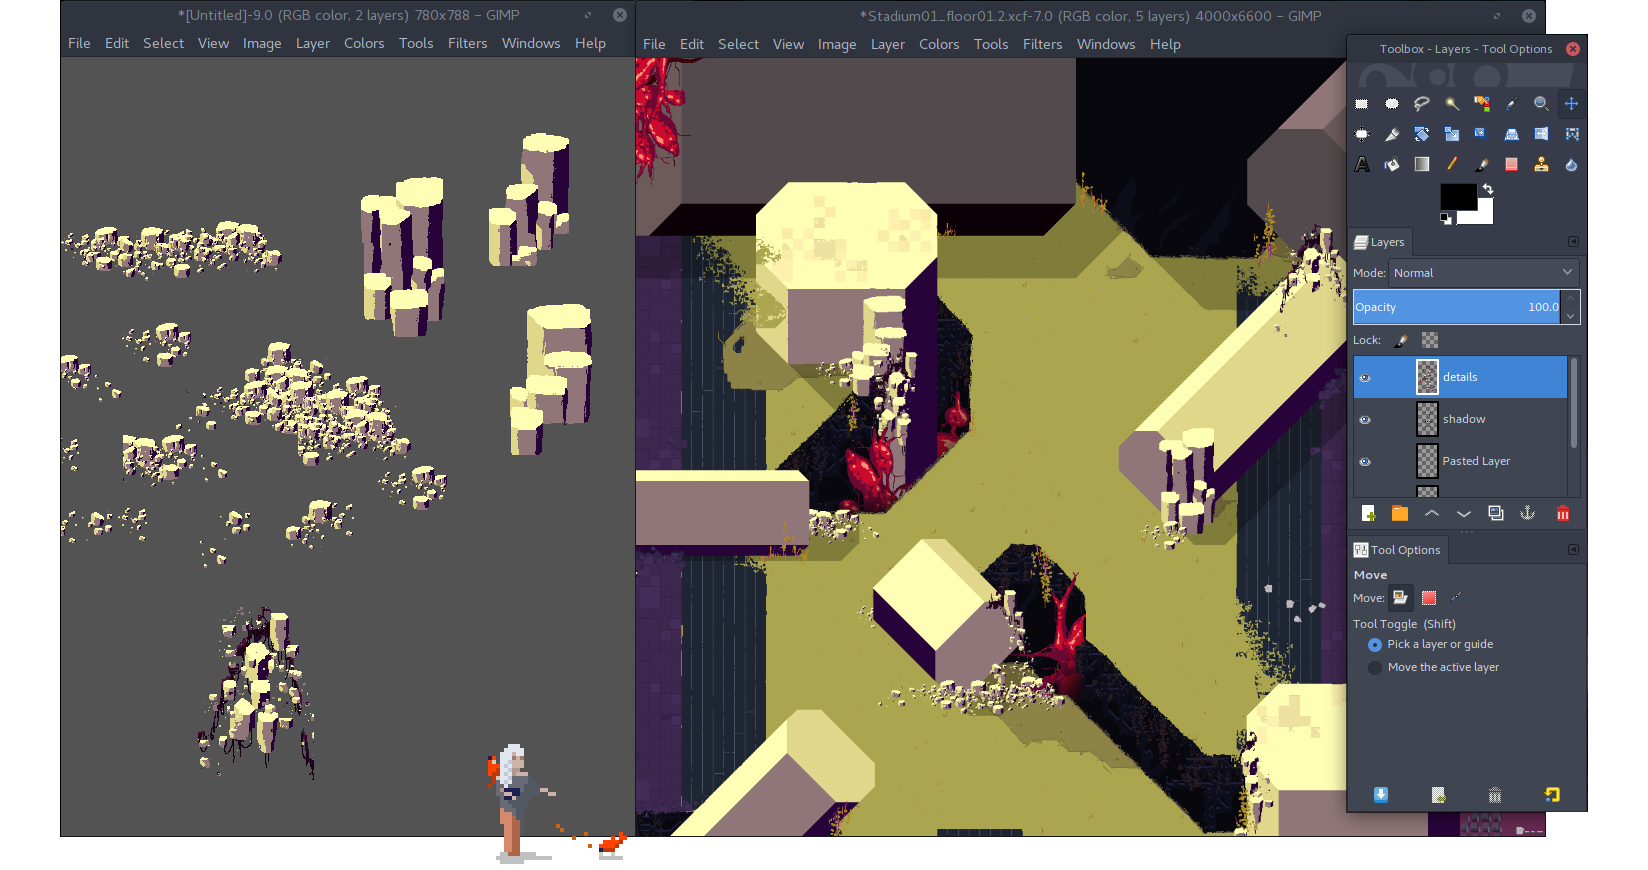 *[Untitled]-9.0 (RGB color, 2 layers) 780x788 – GIMP
File Edit Select View Image Layer Colors Tools Filters Windows Help
*Stadium01_floor01.2.xcf-7.0 (RGB color, 5 layers) 4000x6600 – GIMP
File Edit Select View Image Layer Colors Tools Filters Windows Help
Toolbox - Layers - Tool Options
Layers
Mode: Normal
Opacity 100.0
Lock:
details
shadow
Pasted Layer
Tool Options
Move
Move:
Tool Toggle (Shift)
Pick a layer or guide
Move the active layer